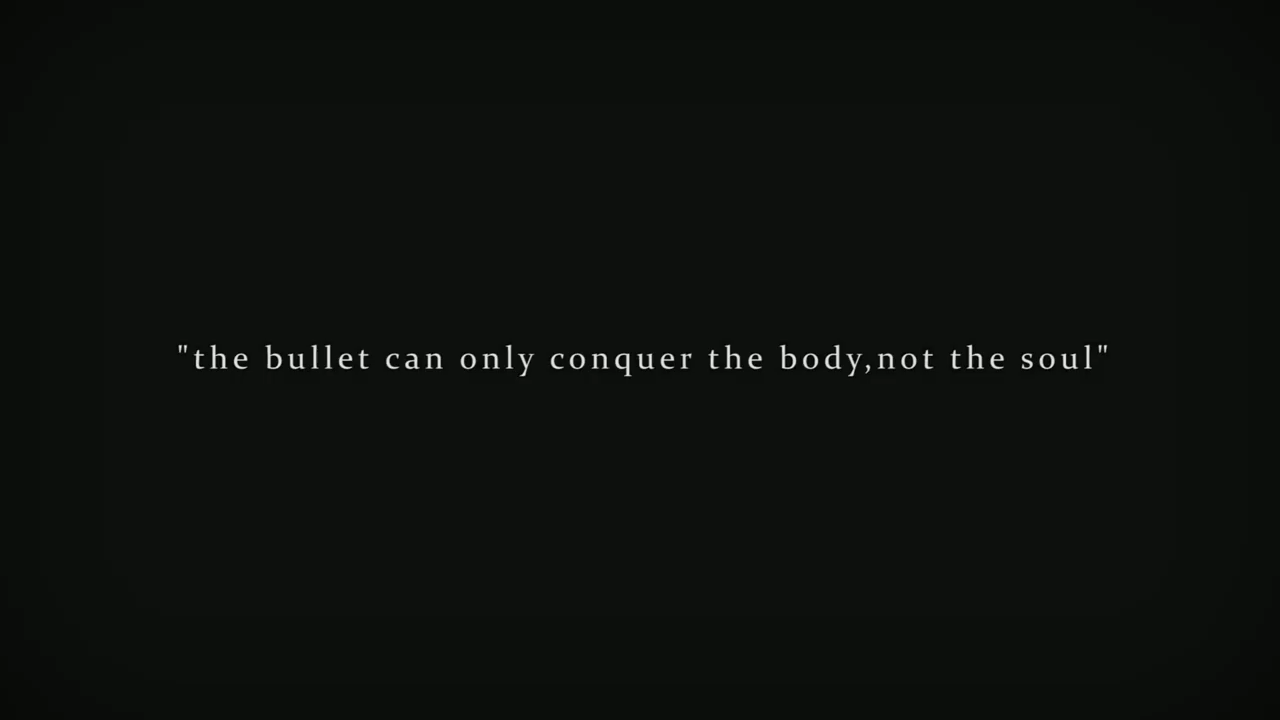 "the bullet can only conquer the body,not the soul"